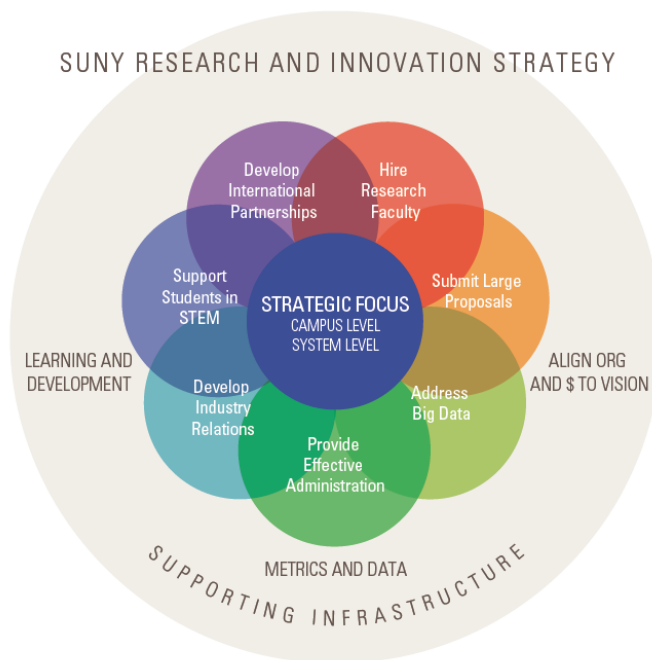 SUNY RESEARCH AND INNOVATION STRATEGY
Develop
International
Partnerships
Hire
Research
Faculty
Support
Students in
STEM
STRATEGIC FOCUS
CAMPUS LEVEL
SYSTEM LEVEL
Submit Large
Proposals
LEARNING AND
DEVELOPMENT
ALIGN ORG
AND $ TO VISION
Develop
Industry
Relations
Address
Big Data
Provide
Effective
Administration
METRICS AND DATA
SUPPORTING INFRASTRUCTURE